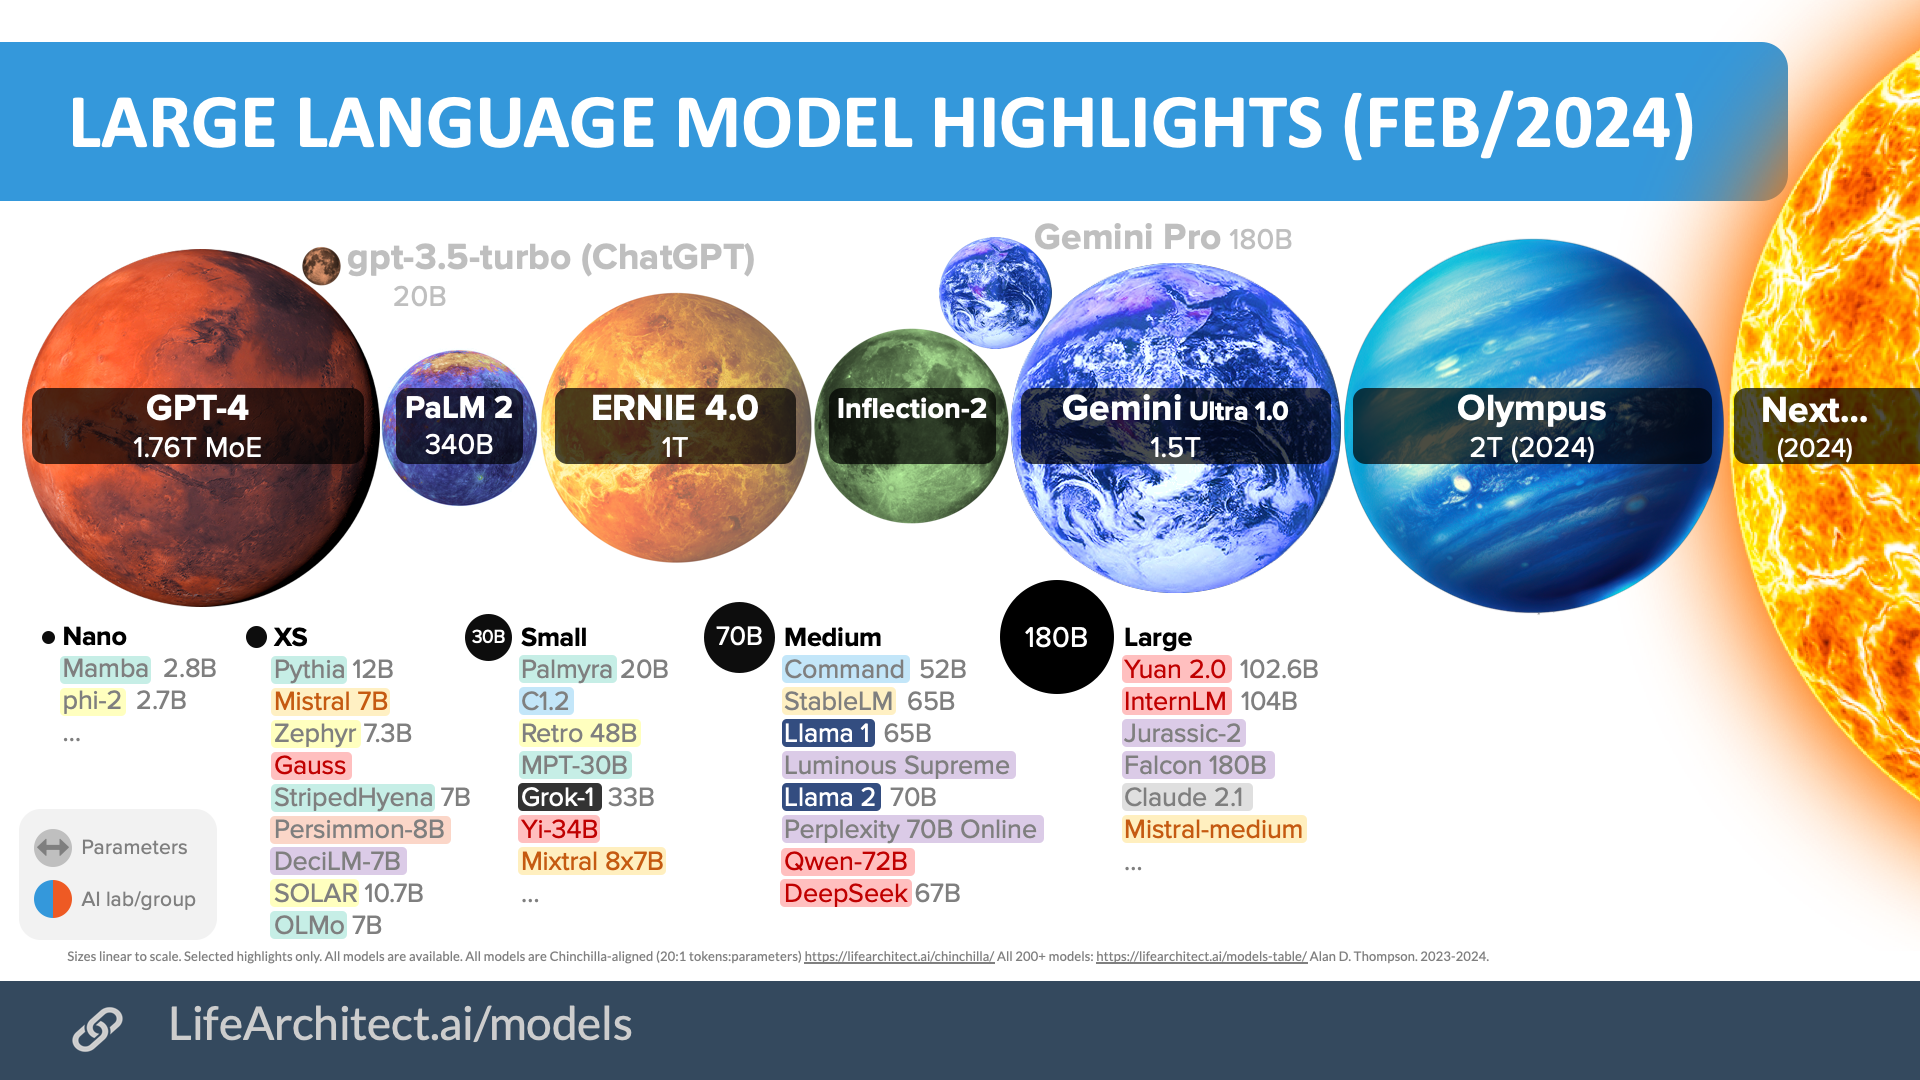 LARGE LANGUAGE MODEL HIGHLIGHTS (FEB/2024)
gpt-3.5-turbo (ChatGPT)
20B
Gemini Pro 180B
GPT-4
1.76T MoE
PaLM 2
340B
ERNIE 4.0
1T
Inflection-2
Gemini Ultra 1.0
1.5T
Olympus
2T (2024)
Next...
(2024)
Nano
Mamba 2.8B
phi-2 2.7B
...
XS
Pythia 12B
Mistral 7B
Zephyr 7.3B
Gauss
StripedHyena 7B
Persimmon-8B
DeciLM-7B
SOLAR 10.7B
OLMo 7B
30B Small
Palmyra 20B
C1.2
Retro 48B
MPT-30B
Grok-1 33B
Yi-34B
Mixtral 8x7B
...
70B Medium
Command 52B
StableLM 65B
Llama 1 65B
Luminous Supreme
Llama 2 70B
Perplexity 70B Online
Qwen-72B
DeepSeek 67B
180B Large
Yuan 2.0 102.6B
InternLM 104B
Jurassic-2
Falcon 180B
Claude 2.1
Mistral-medium
...
Parameters
AI lab/group
Sizes linear to scale. Selected highlights only. All models are available. All models are Chinchilla-aligned (20:1 tokens:parameters) https://lifearchitect.ai/chinchilla/ All 200+ models: https://lifearchitect.ai/models-table/ Alan D. Thompson. 2023-2024.
LifeArchitect.ai/models